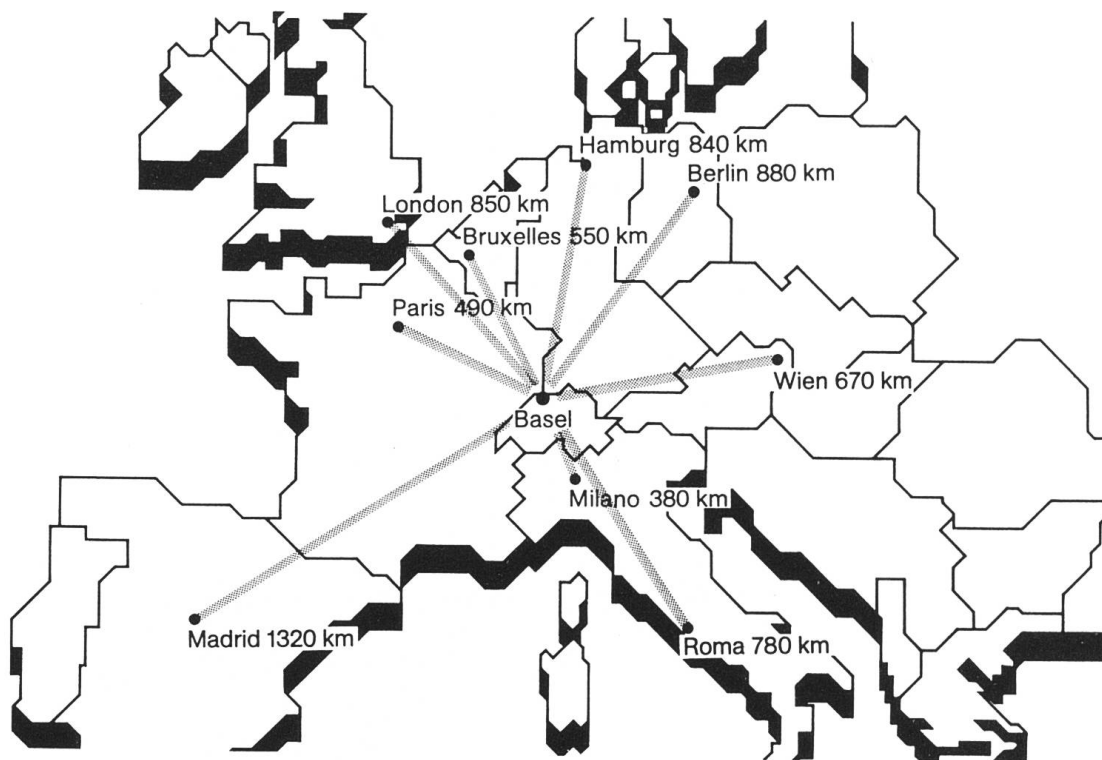 Hamburg 840 km
Berlin 880 km
London 850 km
Bruxelles 550 km
Paris 490 km
Wien 670 km
Basel
Milano 380 km
Madrid 1320 km
Roma 780 km